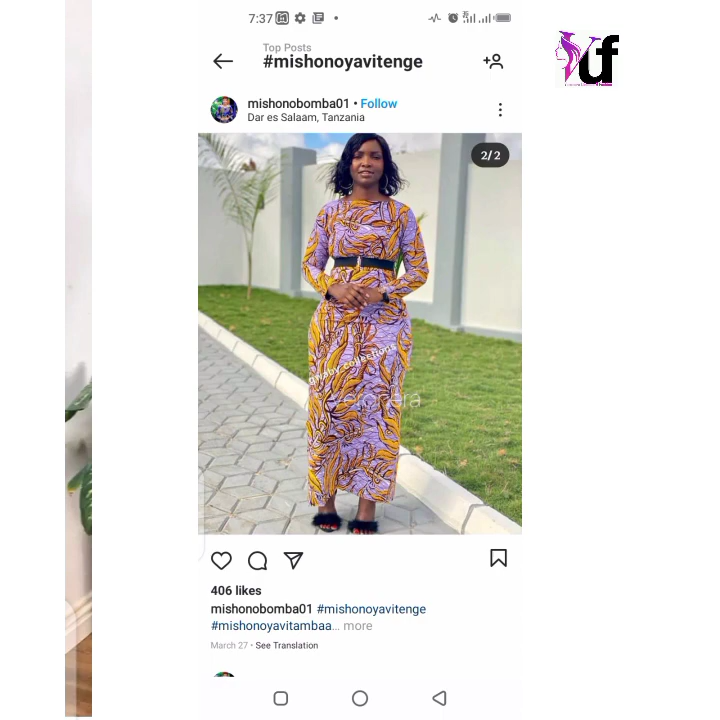 7:37
Top Posts
#mishonoyavitenge
mishonobomba01 • Follow
Dar es Salaam, Tanzania
2/2
406 likes
mishonobomba01 #mishonoyavitenge
#mishonoyavitambaa... more
March 27 • See Translation